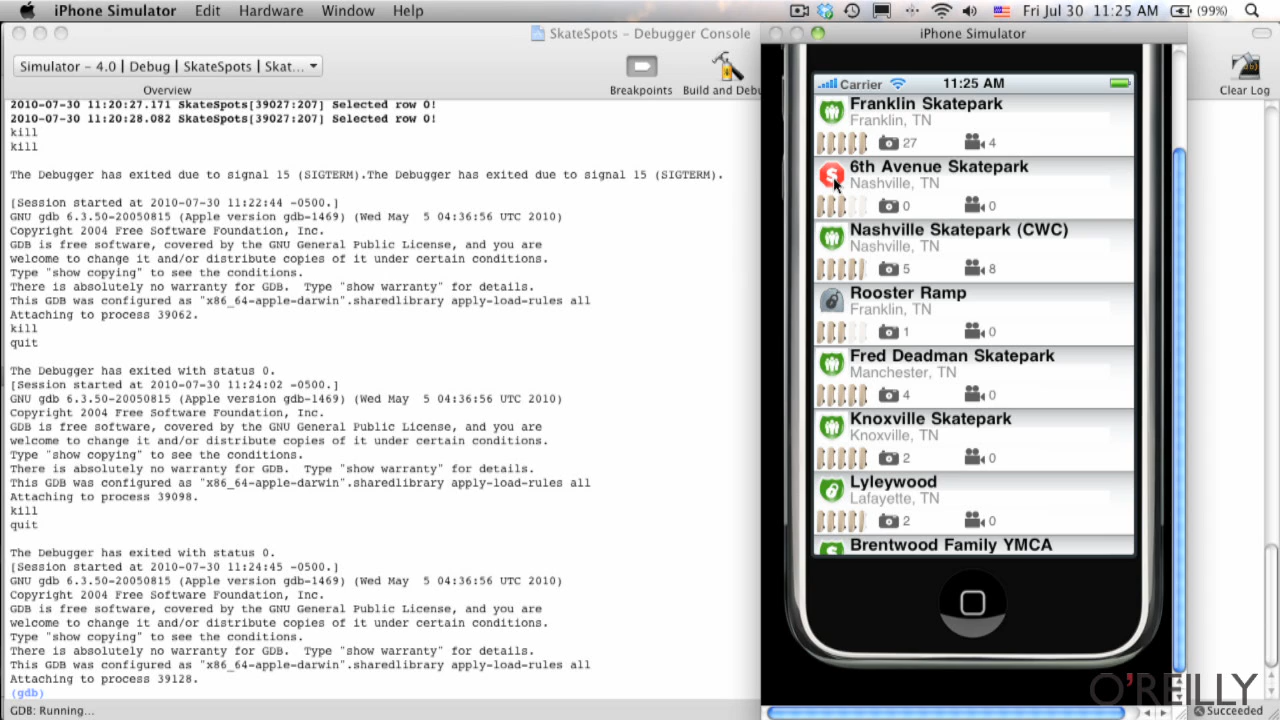 iPhone Simulator Edit Hardware Window Help Fri Jul 30 11:25 AM (99%)
SkateSpots – Debugger Console
Simulator – 4.0 | Debug | SkateSpots | Skat...
Overview
Breakpoints
Build and Debu
Clear Log
2010-07-30 11:20:27.171 SkateSpots[39027:207] Selected row 0!
2010-07-30 11:20:28.082 SkateSpots[39027:207] Selected row 0!
kill
kill
The Debugger has exited due to signal 15 (SIGTERM).The Debugger has exited due to signal 15 (SIGTERM).
[Session started at 2010-07-30 11:22:44 -0500.]
GNU gdb 6.3.50-20050815 (Apple version gdb-1469) (Wed May  5 04:36:56 UTC 2010)
Copyright 2004 Free Software Foundation, Inc.
GDB is free software, covered by the GNU General Public License, and you are
welcome to change it and/or distribute copies of it under certain conditions.
Type "show copying" to see the conditions.
There is absolutely no warranty for GDB.  Type "show warranty" for details.
This GDB was configured as "x86_64-apple-darwin".sharedlibrary apply-load-rules all
Attaching to process 39062.
kill
quit
The Debugger has exited with status 0.
[Session started at 2010-07-30 11:24:02 -0500.]
GNU gdb 6.3.50-20050815 (Apple version gdb-1469) (Wed May  5 04:36:56 UTC 2010)
Copyright 2004 Free Software Foundation, Inc.
GDB is free software, covered by the GNU General Public License, and you are
welcome to change it and/or distribute copies of it under certain conditions.
Type "show copying" to see the conditions.
There is absolutely no warranty for GDB.  Type "show warranty" for details.
This GDB was configured as "x86_64-apple-darwin".sharedlibrary apply-load-rules all
Attaching to process 39098.
kill
quit
The Debugger has exited with status 0.
[Session started at 2010-07-30 11:24:45 -0500.]
GNU gdb 6.3.50-20050815 (Apple version gdb-1469) (Wed May  5 04:36:56 UTC 2010)
Copyright 2004 Free Software Foundation, Inc.
GDB is free software, covered by the GNU General Public License, and you are
welcome to change it and/or distribute copies of it under certain conditions.
Type "show copying" to see the conditions.
There is absolutely no warranty for GDB.  Type "show warranty" for details.
This GDB was configured as "x86_64-apple-darwin".sharedlibrary apply-load-rules all
Attaching to process 39128.
(gdb)
GDB: Running...
iPhone Simulator
Carrier 11:25 AM
Franklin Skatepark
Franklin, TN
27 4
6th Avenue Skatepark
Nashville, TN
0 0
Nashville Skatepark (CWC)
Nashville, TN
5 8
Rooster Ramp
Franklin, TN
1 0
Fred Deadman Skatepark
Manchester, TN
4 0
Knoxville Skatepark
Knoxville, TN
2 0
Lyleywood
Lafayette, TN
2 0
Brentwood Family YMCA
O'REILLY
Succeeded